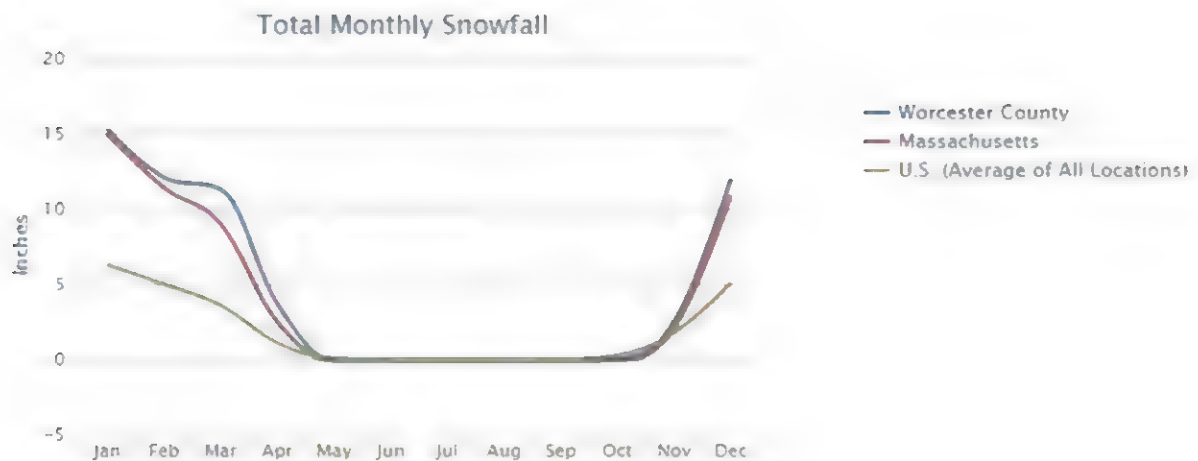 Total Monthly Snowfall
20
15
10
5
0
-5
Inches
Jan Feb Mar Apr May Jun Jul Aug Sep Oct Nov Dec
Worcester County
Massachusetts
U.S. (Average of All Locations)